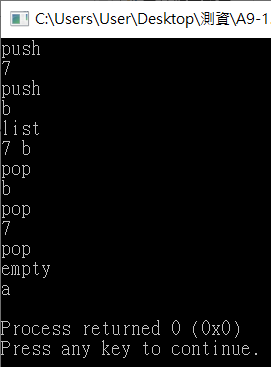 C:\Users\User\Desktop\測資\A9-1
push
7
push
b
list
7 b
pop
b
pop
7
pop
empty
a
Process returned 0 (0x0)
Press any key to continue.